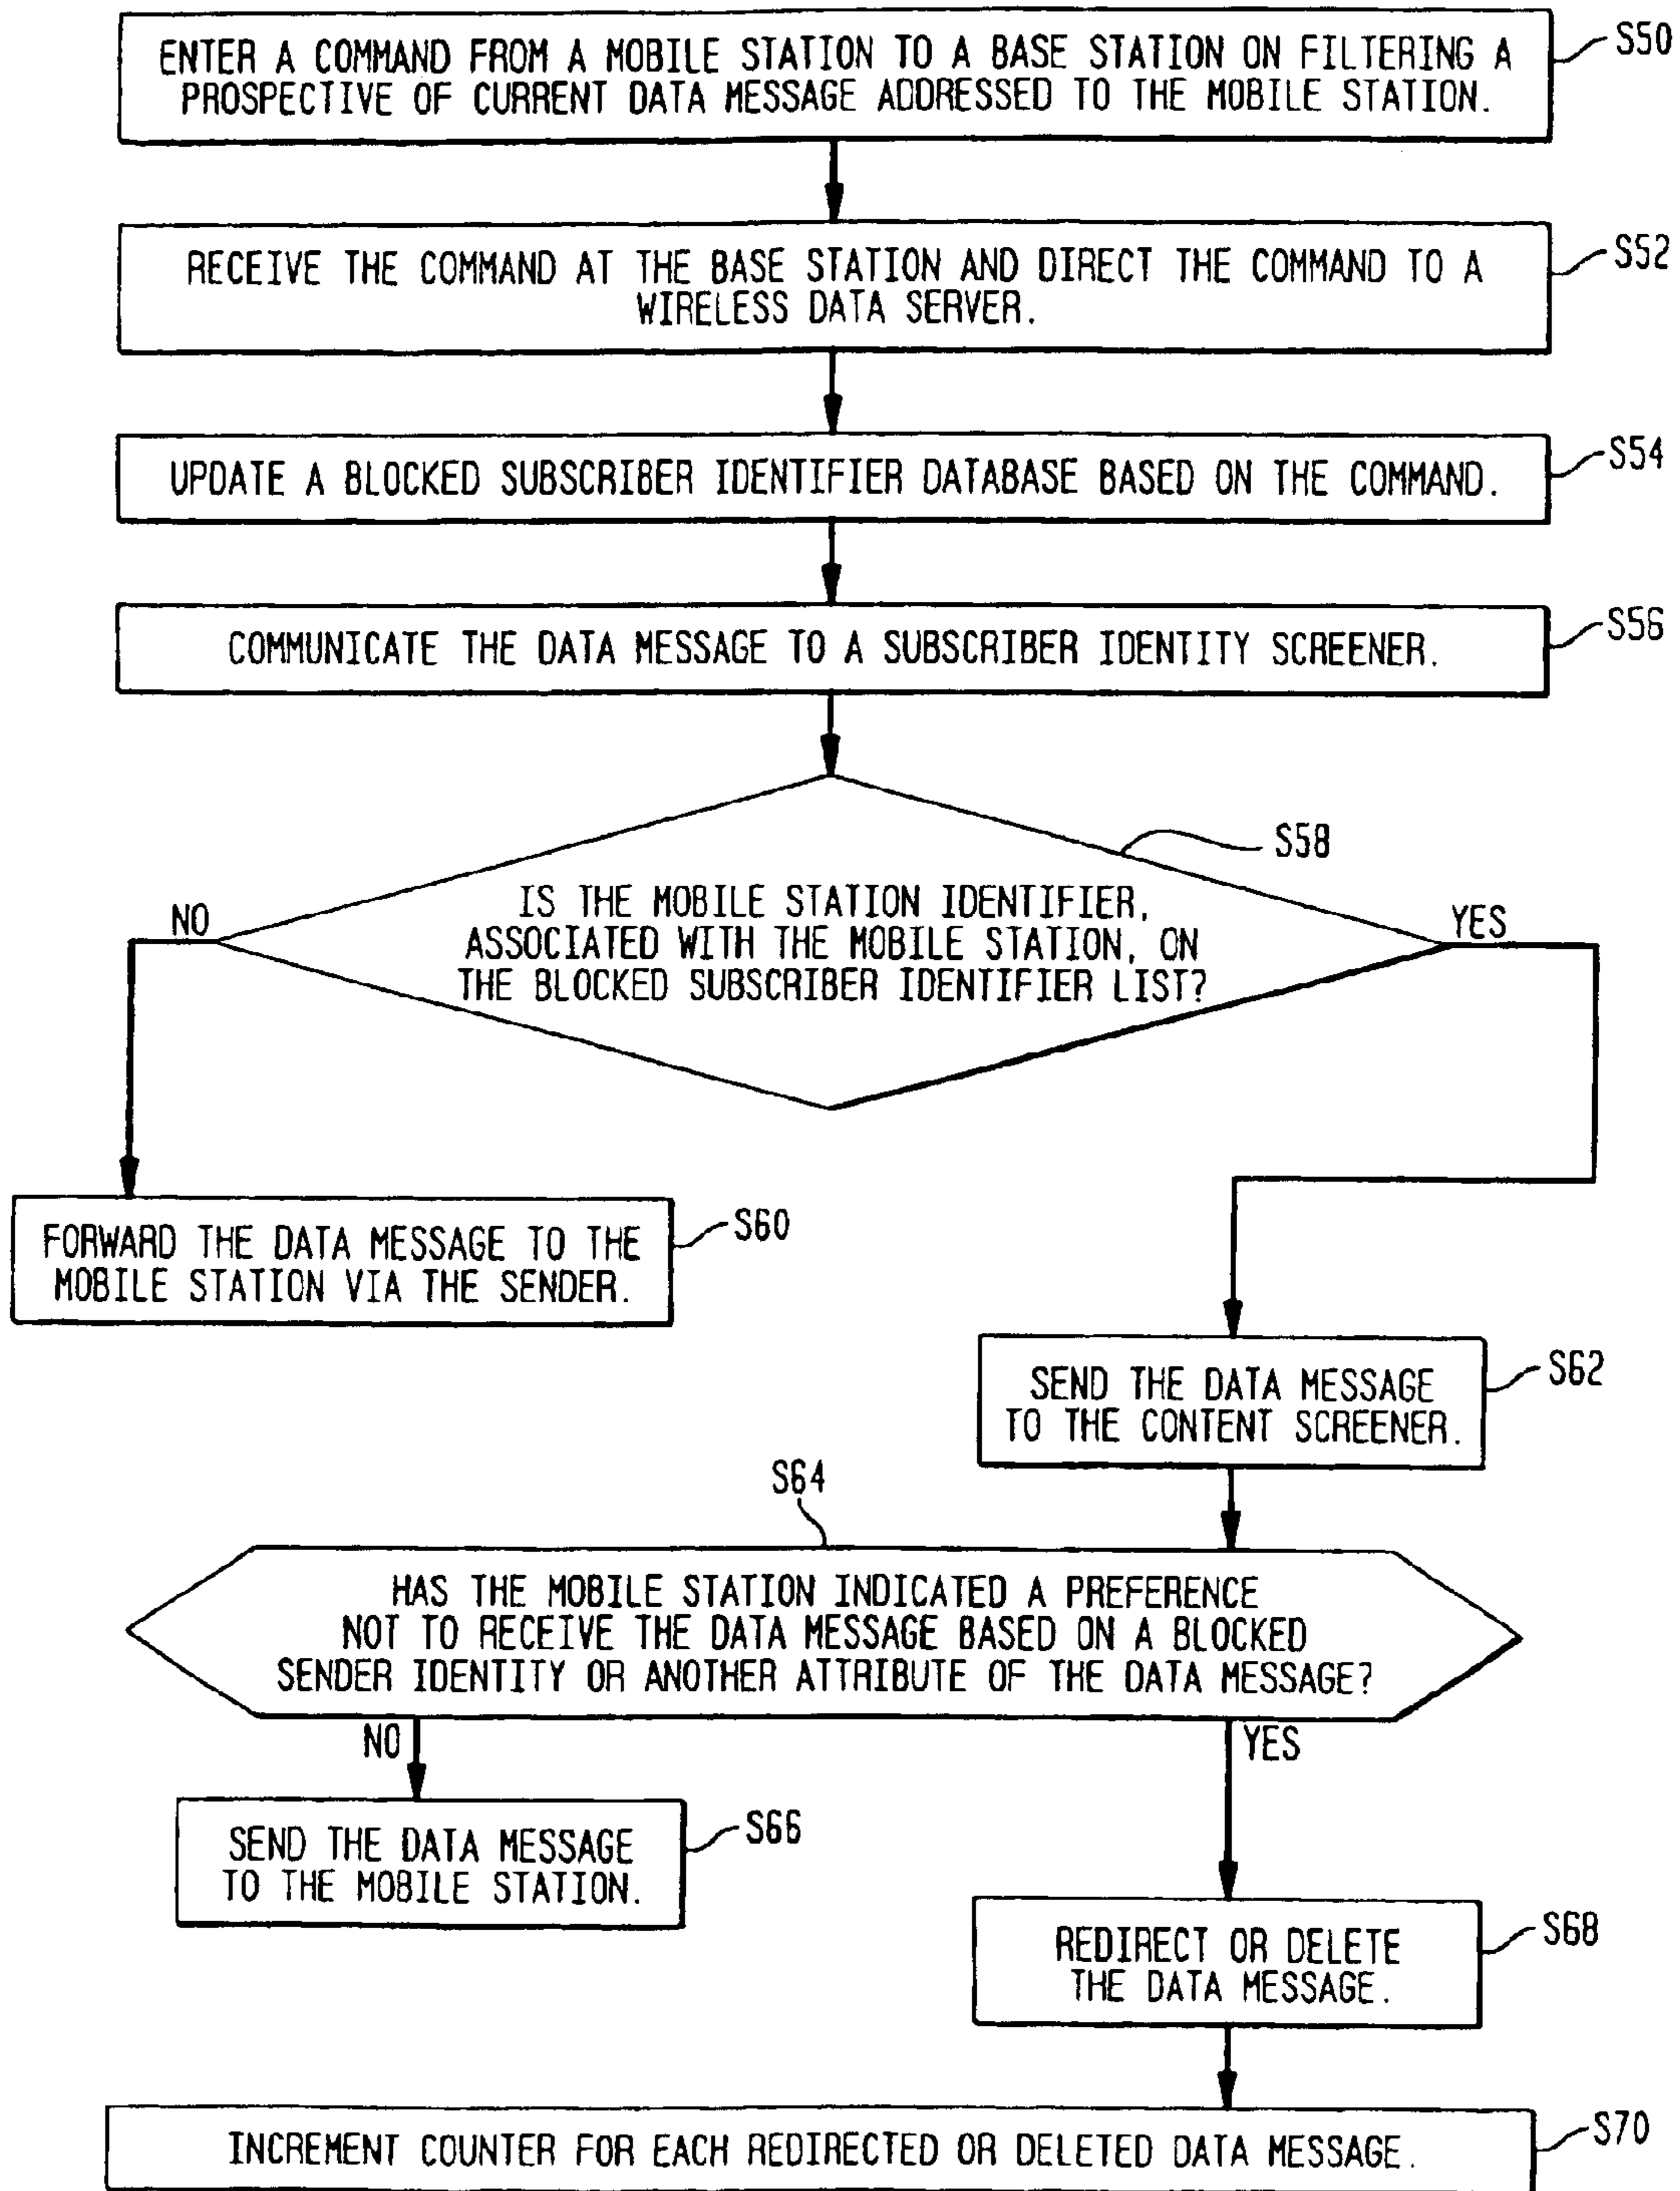 ENTER A COMMAND FROM A MOBILE STATION TO A BASE STATION ON FILTERING A
PROSPECTIVE OF CURRENT DATA MESSAGE ADDRESSED TO THE MOBILE STATION.
S50
RECEIVE THE COMMAND AT THE BASE STATION AND DIRECT THE COMMAND TO A
WIRELESS DATA SERVER.
S52
UPDATE A BLOCKED SUBSCRIBER IDENTIFIER DATABASE BASED ON THE COMMAND.
S54
COMMUNICATE THE DATA MESSAGE TO A SUBSCRIBER IDENTITY SCREENER.
S56
S58
IS THE MOBILE STATION IDENTIFIER,
ASSOCIATED WITH THE MOBILE STATION, ON
THE BLOCKED SUBSCRIBER IDENTIFIER LIST?
NO
YES
FORWARD THE DATA MESSAGE TO THE
MOBILE STATION VIA THE SENDER.
S60
SEND THE DATA MESSAGE
TO THE CONTENT SCREENER.
S62
S64
HAS THE MOBILE STATION INDICATED A PREFERENCE
NOT TO RECEIVE THE DATA MESSAGE BASED ON A BLOCKED
SENDER IDENTITY OR ANOTHER ATTRIBUTE OF THE DATA MESSAGE?
NO
YES
SEND THE DATA MESSAGE
TO THE MOBILE STATION.
S66
REDIRECT OR DELETE
THE DATA MESSAGE.
S68
INCREMENT COUNTER FOR EACH REDIRECTED OR DELETED DATA MESSAGE.
S70